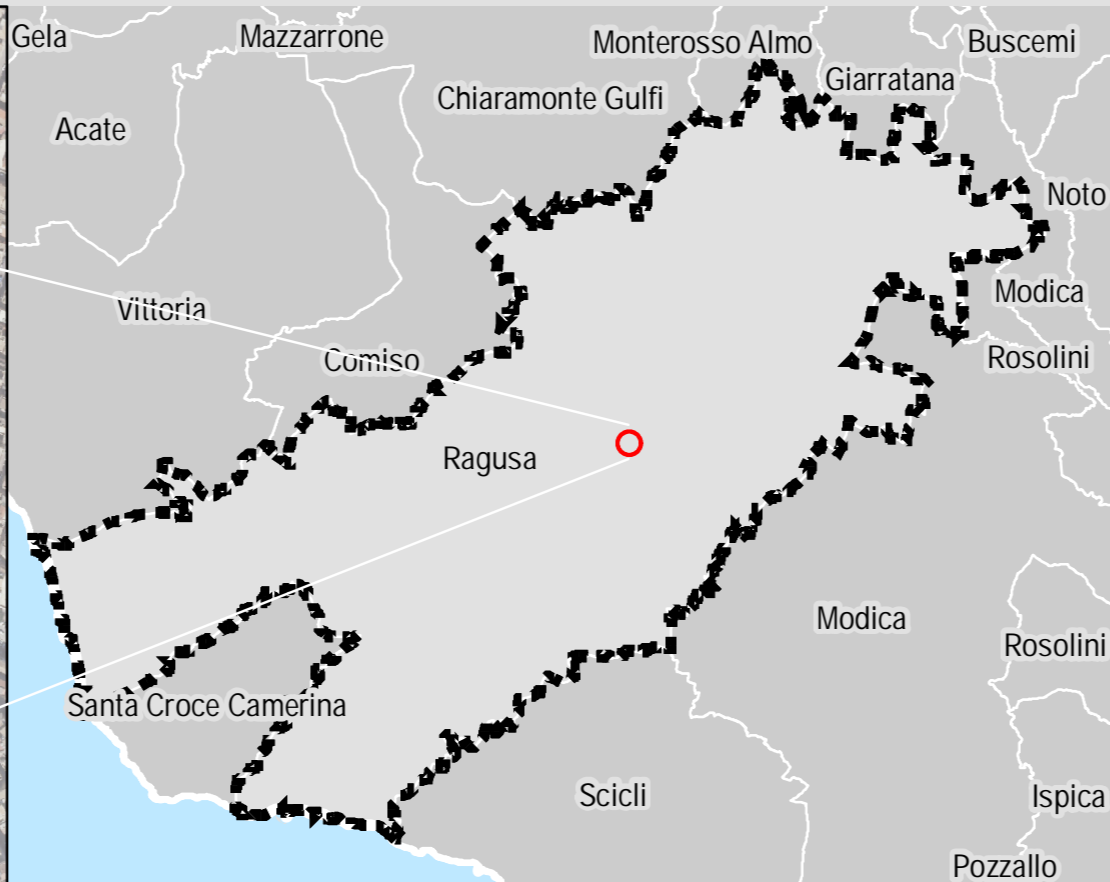 Gela
Mazzarrone
Monterosso Almo
Buscemi
Giarratana
Chiaramonte Gulfi
Acate
Noto
Modica
Vittoria
Comiso
Rosolini
Ragusa
Modica
Rosolini
Santa Croce Camerina
Scicli
Ispica
Pozzallo